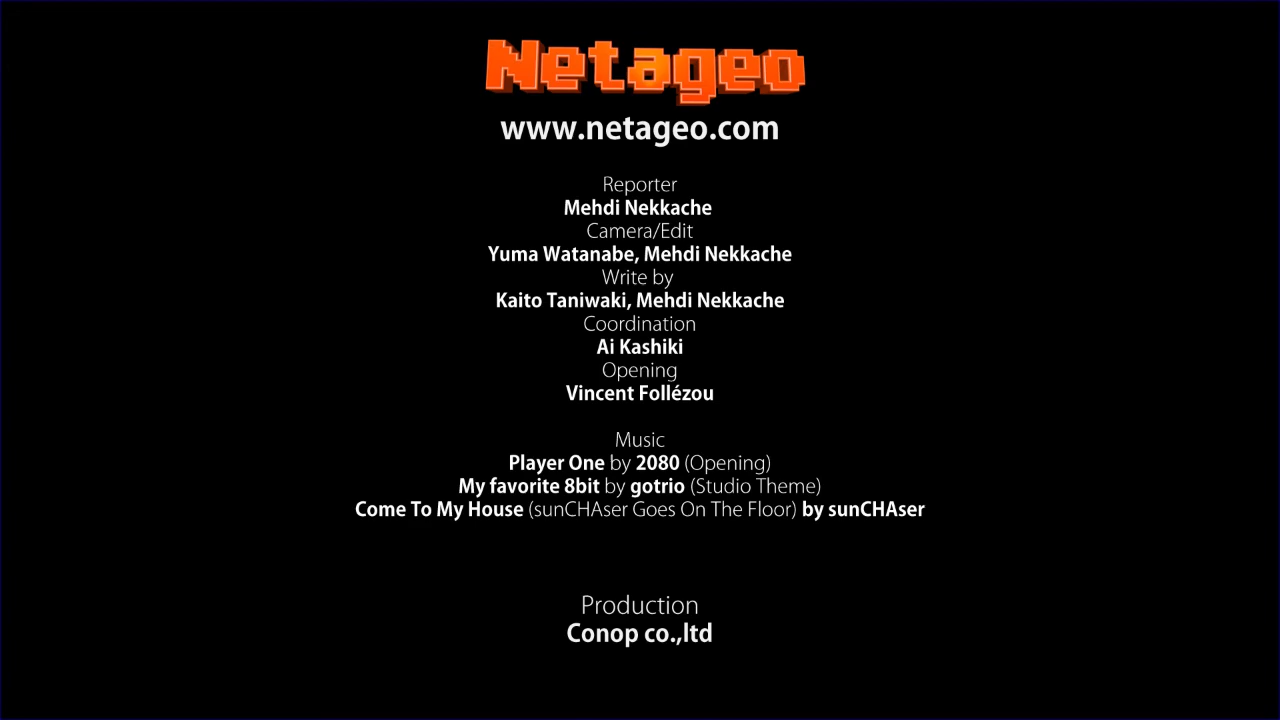 Netageo
www.netageo.com
Reporter
Mehdi Nekkache
Camera/Edit
Yuma Watanabe, Mehdi Nekkache
Write by
Kaito Taniwaki, Mehdi Nekkache
Coordination
Ai Kashiki
Opening
Vincent Follézou
Music
Player One by 2080 (Opening)
My favorite 8bit by gotrio (Studio Theme)
Come To My House (sunCHAser Goes On The Floor) by sunCHAser
Production
Conop co.,ltd